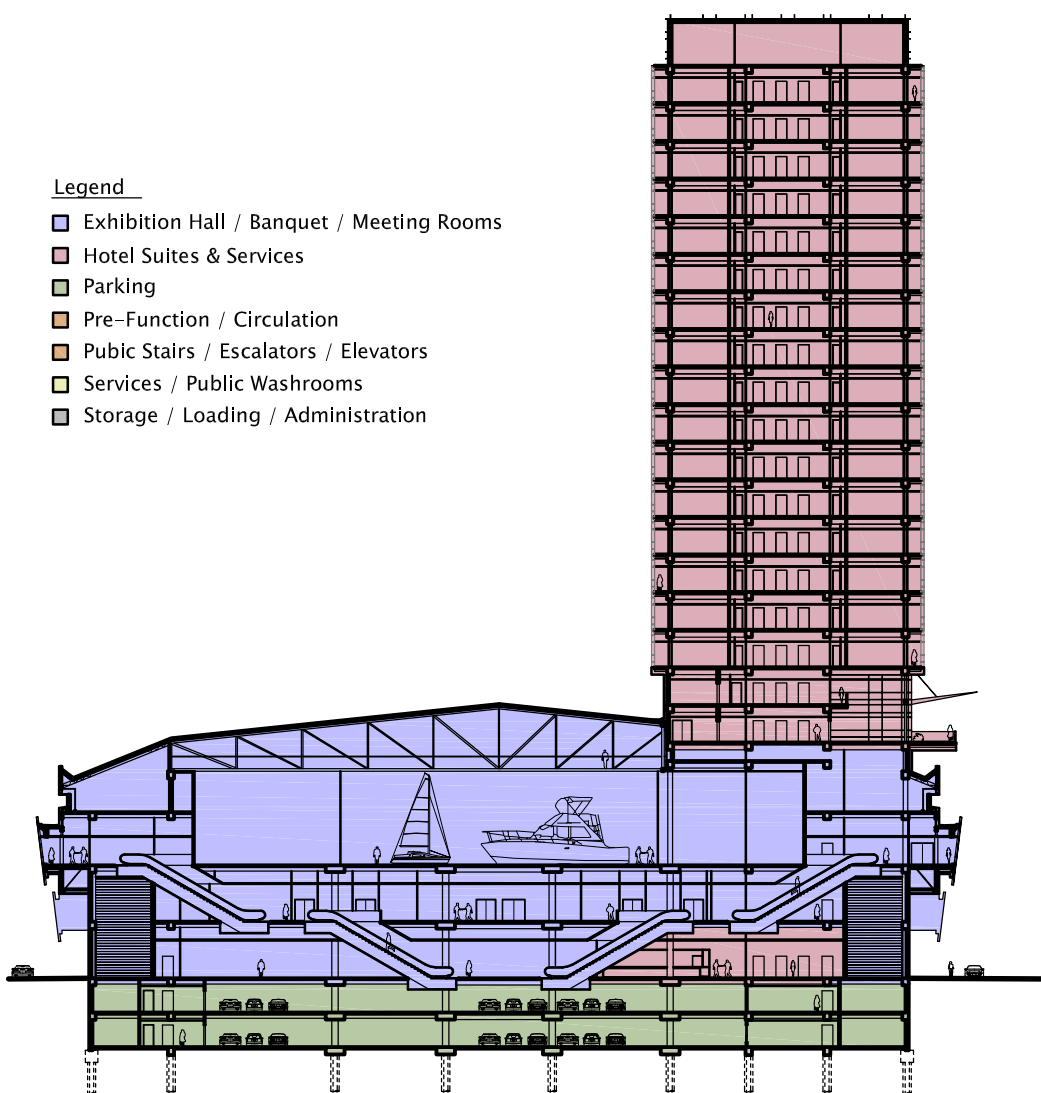 Legend
Exhibition Hall / Banquet / Meeting Rooms
Hotel Suites & Services
Parking
Pre-Function / Circulation
Pubic Stairs / Escalators / Elevators
Services / Public Washrooms
Storage / Loading / Administration